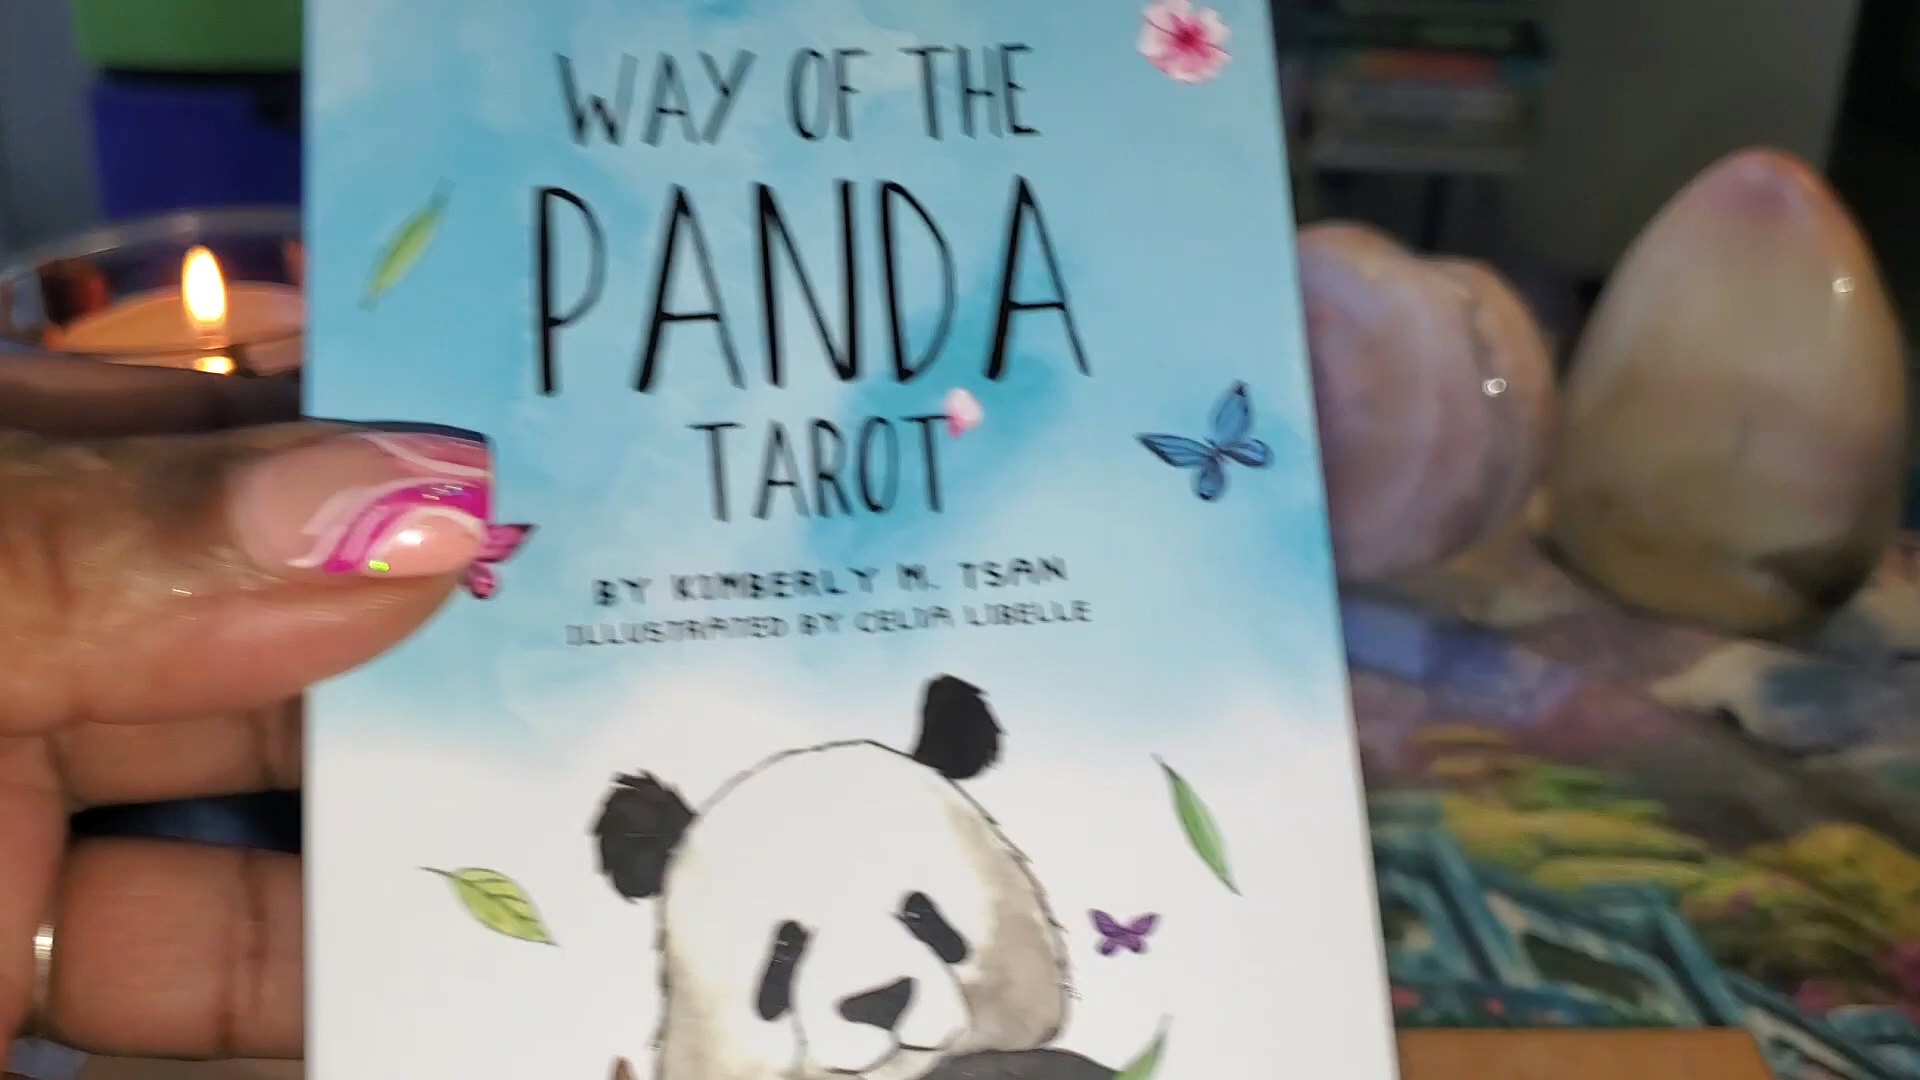 WAY OF THE
PANDA
TAROT
BY KIMBERLY M. TSAN
ILLUSTRATED BY CELIA LIBELLE